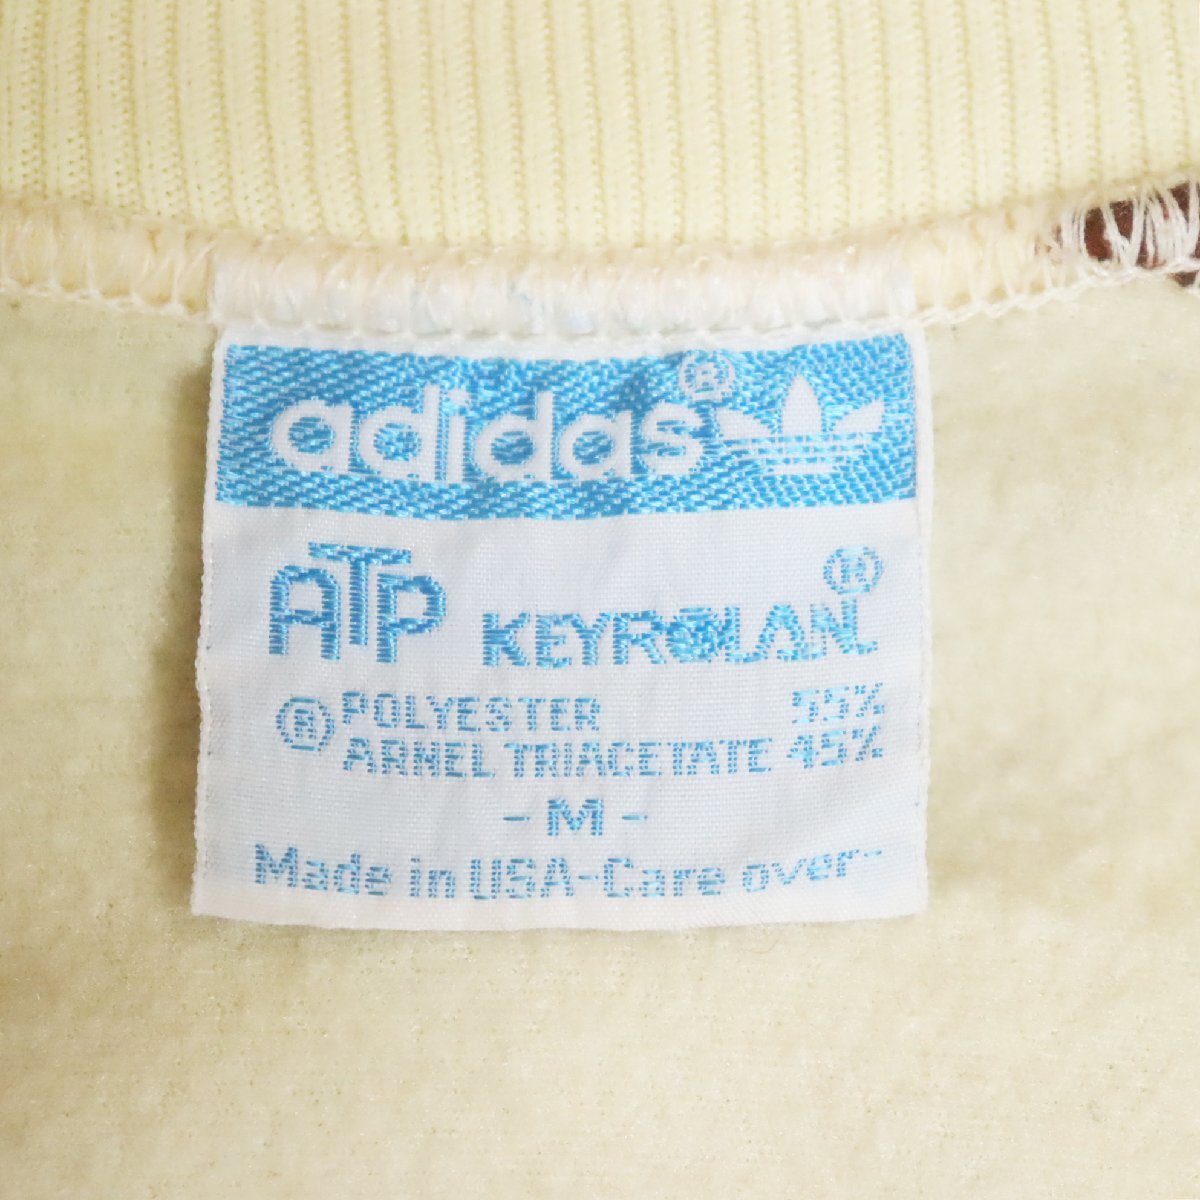 adidas®
ATP KEYROLAN®
® POLYESTER 55%
ARNEL TRIACETATE 45%
- M -
Made in USA-Care over-